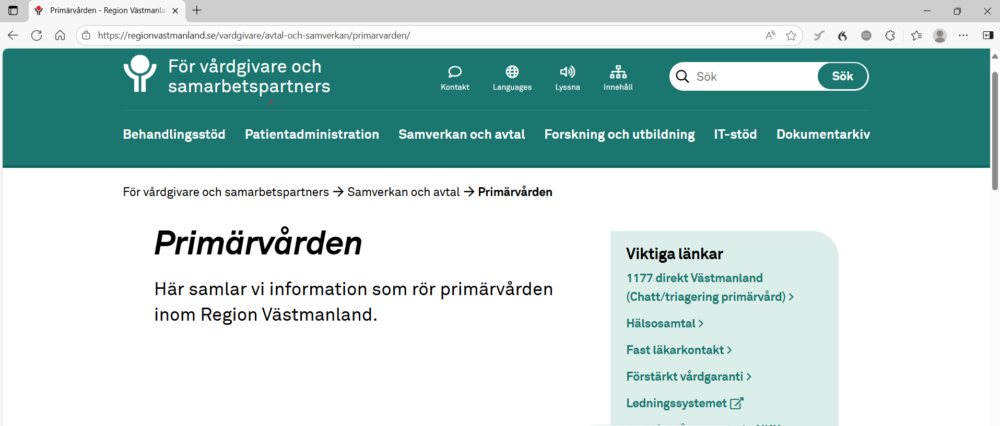 Primärvården - Region Västmanla
https://regionvastmanland.se/vardgivare/avtal-och-samverkan/primarvarden/
För vårdgivare och
samarbetspartners
Kontakt
Languages
Lyssna
Innehåll
Sök
Sök
Behandlingsstöd
Patientadministration
Samverkan och avtal
Forskning och utbildning
IT-stöd
Dokumentarkiv
För vårdgivare och samarbetspartners → Samverkan och avtal → Primärvården
Primärvården
Här samlar vi information som rör primärvården
inom Region Västmanland.
Viktiga länkar
1177 direkt Västmanland
(Chatt/triagering primärvård)
Hälsosamtal
Fast läkarkontakt
Förstärkt vårdgaranti
Ledningssystemet